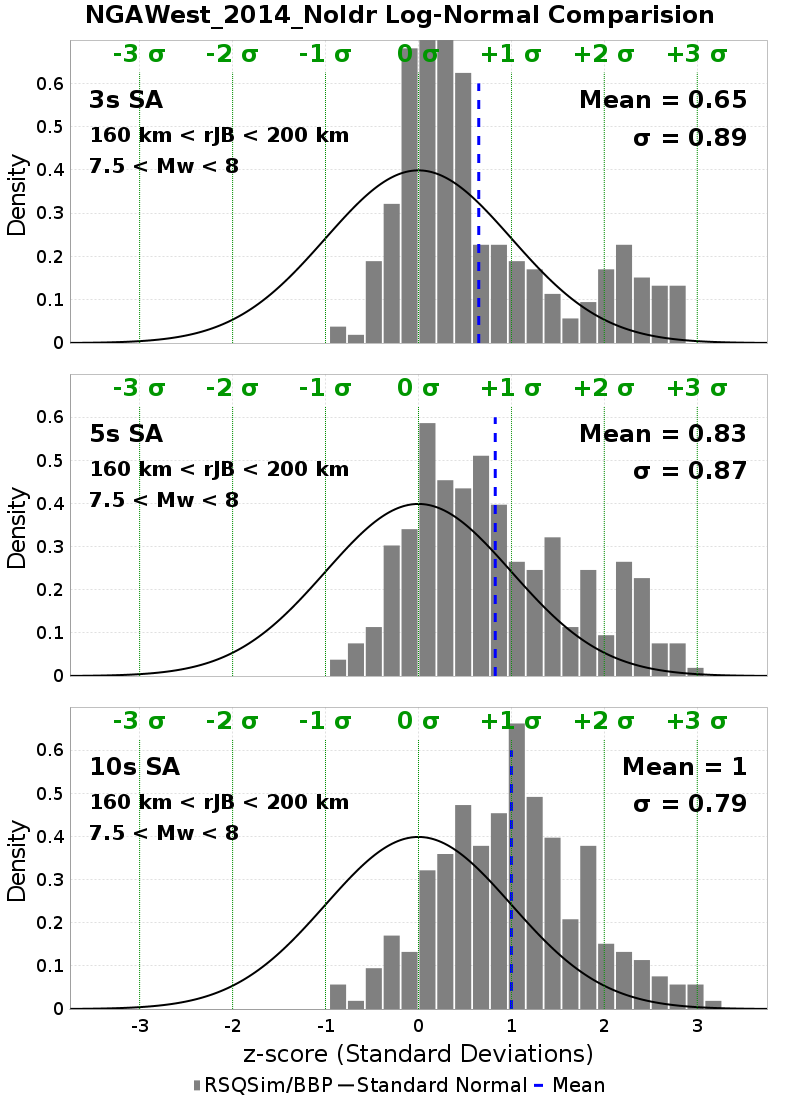 NGAWest_2014_NoIdr Log-Normal Comparision
-3 σ -2 σ -1 σ 0 σ +1 σ +2 σ +3 σ
3s SA
160 km < rJB < 200 km
7.5 < Mw < 8
Mean = 0.65
σ = 0.89
Density
0.6
0.5
0.4
0.3
0.2
0.1
0
-3 σ -2 σ -1 σ 0 σ +1 σ +2 σ +3 σ
5s SA
160 km < rJB < 200 km
7.5 < Mw < 8
Mean = 0.83
σ = 0.87
Density
0.6
0.5
0.4
0.3
0.2
0.1
0
-3 σ -2 σ -1 σ 0 σ +1 σ +2 σ +3 σ
10s SA
160 km < rJB < 200 km
7.5 < Mw < 8
Mean = 1
σ = 0.79
Density
0.6
0.5
0.4
0.3
0.2
0.1
0
-3 -2 -1 0 1 2 3
z-score (Standard Deviations)
RSQSim/BBP Standard Normal Mean